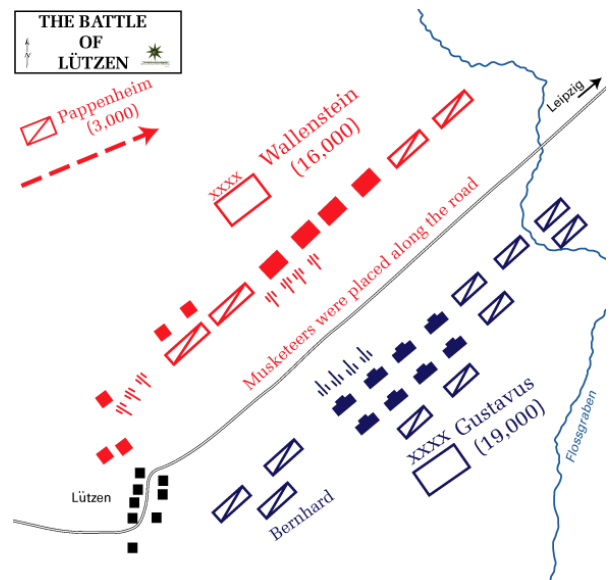 THE BATTLE
OF
LÜTZEN
N
Pappenheim
(3,000)
xxxx
Wallenstein
(16,000)
Leipzig
Musketeers were placed along the road
xxxx Gustavus
(19,000)
Bernhard
Lützen
Flossgraben